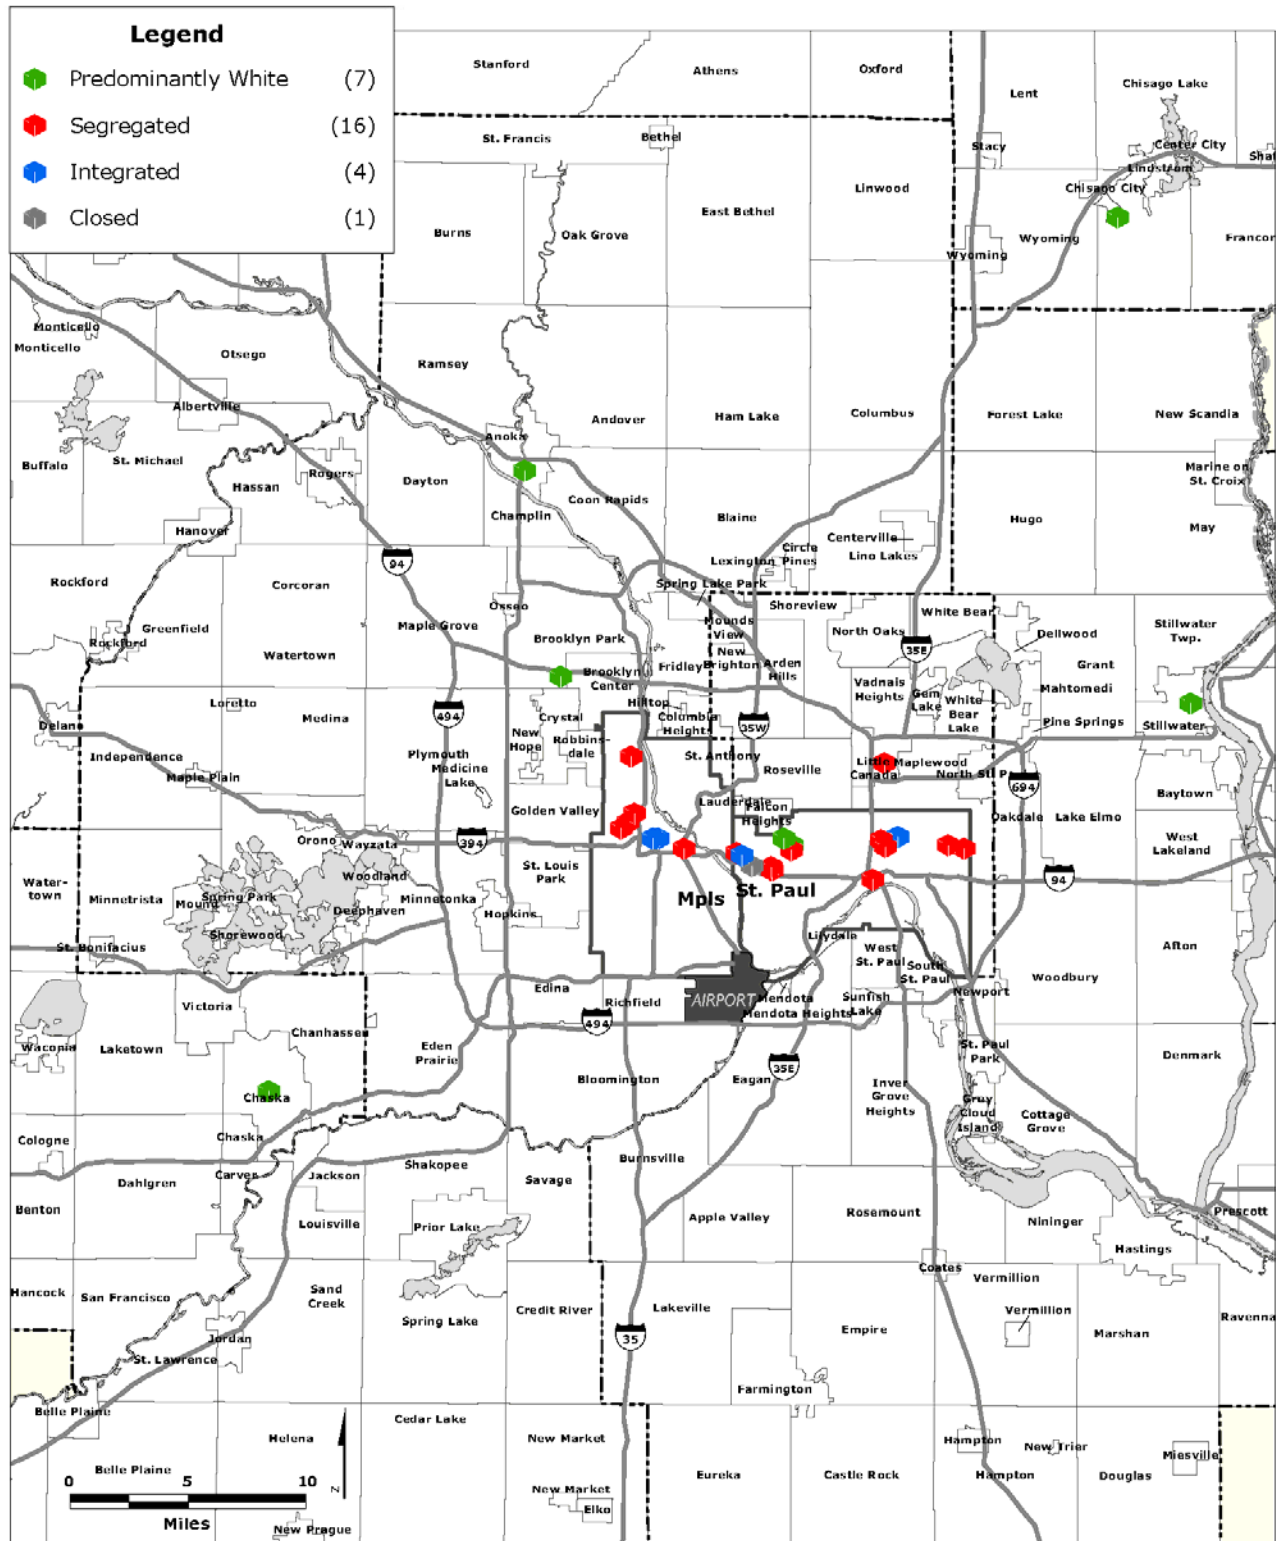 Legend
Predominantly White (7)
Segregated (16)
Integrated (4)
Closed (1)
Stanford
Athens
Oxford
Lent
Chisago Lake
St. Francis
Bethel
Stacy
Center City
Lindstrom
Chisago City
Linwood
East Bethel
Burns
Oak Grove
Wyoming
Wyoming
Francon
Monticello
Monticello
Otsego
Ramsey
Albertville
Andover
Ham Lake
Columbus
Forest Lake
New Scandia
Anoka
Buffalo
St. Michael
Rogers
Hassan
Dayton
Coon Rapids
Marine on
St. Croix
Champlin
Blaine
Hugo
May
Hanover
Centerville
Circle
Pines
Lino Lakes
Lexington
94
Rockford
Corcoran
Spring Lake Park
Osseo
Shoreview
White Bear
Greenfield
Maple Grove
Mounds
View
North Oaks
Dellwood
Stillwater
Twp.
Rockford
Watertown
Brooklyn Park
New
Brighton
35E
Fridley
Arden
Hills
Grant
Brooklyn
Center
Vadnais
Heights
Gem
Lake
Mahtomedi
Loretto
Medina
Hilltop
White
Bear
Lake
Delano
494
Crystal
Columbia
Heights
35W
Pine Springs
Stillwater
New
Hope
Robbins-
dale
Independence
Plymouth
Medicine
Lake
St. Anthony
Roseville
Little
Canada
Maplewood
North St P
Maple Plain
694
Baytown
Golden Valley
Lauderdale
Falcon
Heights
Oakdale
Lake Elmo
Orono
Wayzata
394
St. Louis
Park
West
Lakeland
Water-
town
Woodland
94
Minnetrista
Mound
Spring Park
Deephaven
Minnetonka
Hopkins
Mpls
St. Paul
Shorewood
St. Bonifacius
Lilydale
West
St. Paul
South
St. Paul
Afton
Woodbury
Victoria
Edina
Richfield
AIRPORT
Mendota
Mendota Heights
Sunfish
Lake
Newport
Waconia
Laketown
Chanhassen
Eden
Prairie
494
St. Paul
Park
Denmark
Bloomington
Eagan
35E
Chaska
Inver
Grove
Heights
Gruy
Cloud
Island
Cottage
Grove
Cologne
Chaska
Burnsville
Carver
Shakopee
Dahlgren
Jackson
Savage
Benton
Louisville
Prior Lake
Apple Valley
Rosemount
Nininger
Prescott
Hastings
Hancock
San Francisco
Sand
Creek
Coates
Vermillion
Spring Lake
Credit River
Lakeville
Vermillion
Ravenna
Jordan
35
Empire
Marshan
St. Lawrence
Farmington
Belle Plaine
Cedar Lake
Helena
New Market
Hampton
New Trier
Miesville
Belle Plaine
Eureka
Castle Rock
Hampton
Douglas
0 5 10
N
New Market
Elko
Miles
New Prague